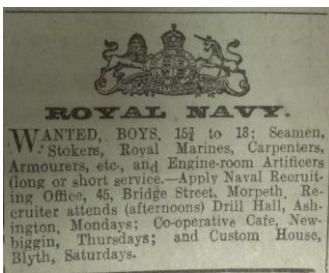 ROYAL NAVY.
WANTED, BOYS, 15¾ to 18; Seamen,
Stokers, Royal Marines, Carpenters,
Armourers, etc., and Engine-room Artificers
(long or short service.—Apply Naval Recruit-
ing Office, 45, Bridge Street, Morpeth, Re-
cruiter attends (afternoons) Drill Hall, Ash-
ington, Mondays; Co-operative Cafe, New-
biggin, Thursdays; and Custom House,
Blyth, Saturdays.